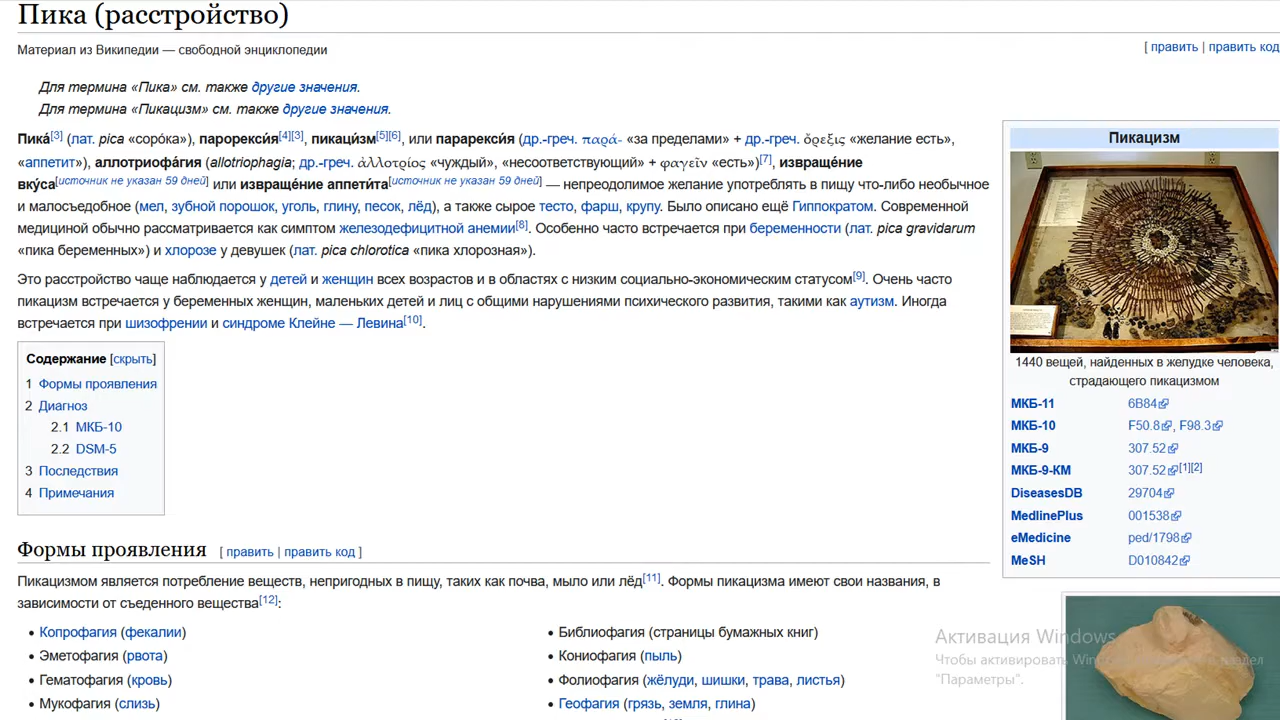 Пика (расстройство)
Материал из Википедии — свободной энциклопедии
[ править | править код
Для термина «Пика» см. также другие значения.
Для термина «Пикацизм» см. также другие значения.
Пика́[3] (лат. pica «соро́ка»), парорекси́я[4][3], пикаци́зм[5][6], или парарекси́я (др.-греч. παρά- «за пределами» + др.-греч. ὄρεξις «желание есть»,
«аппетит»), аллотриофа́гия (allotriophagia; др.-греч. ἀλλοτρίος «чуждый», «несоответствующий» + φαγεῖν «есть»)[7], извраще́ние
вку́са[источник не указан 59 дней] или извраще́ние аппети́та[источник не указан 59 дней] — непреодолимое желание употреблять в пищу что-либо необычное
и малосъедобное (мел, зубной порошок, уголь, глину, песок, лёд), а также сырое тесто, фарш, крупу. Было описано ещё Гиппократом. Современной
медициной обычно рассматривается как симптом железодефицитной анемии[8]. Особенно часто встречается при беременности (лат. pica gravidarum
«пика беременных») и хлорозе у девушек (лат. pica chlorotica «пика хлорозная»).
Это расстройство чаще наблюдается у детей и женщин всех возрастов и в областях с низким социально-экономическим статусом[9]. Очень часто
пикацизм встречается у беременных женщин, маленьких детей и лиц с общими нарушениями психического развития, такими как аутизм. Иногда
встречается при шизофрении и синдроме Клейне — Левина[10].
Содержание [скрыть]
1 Формы проявления
2 Диагноз
2.1 МКБ-10
2.2 DSM-5
3 Последствия
4 Примечания
Пикацизм
1440 вещей, найденных в желудке человека,
страдающего пикацизмом
МКБ-11 6B84
МКБ-10 F50.8, F98.3
МКБ-9 307.52
МКБ-9-КМ 307.52[1][2]
DiseasesDB 29704
MedlinePlus 001538
eMedicine ped/1798
MeSH D010842
Формы проявления [ править | править код ]
Пикацизмом является потребление веществ, непригодных в пищу, таких как почва, мыло или лёд[11]. Формы пикацизма имеют свои названия, в
зависимости от съеденного вещества[12]:
• Копрофагия (фекалии)
• Эметофагия (рвота)
• Гематофагия (кровь)
• Мукофагия (слизь)
• Библиофагия (страницы бумажных книг)
• Кониофагия (пыль)
• Фолиофагия (жёлуди, шишки, трава, листья)
• Геофагия (грязь, земля, глина)
Активация Windows
Чтобы активировать Win раздел
"Параметры".